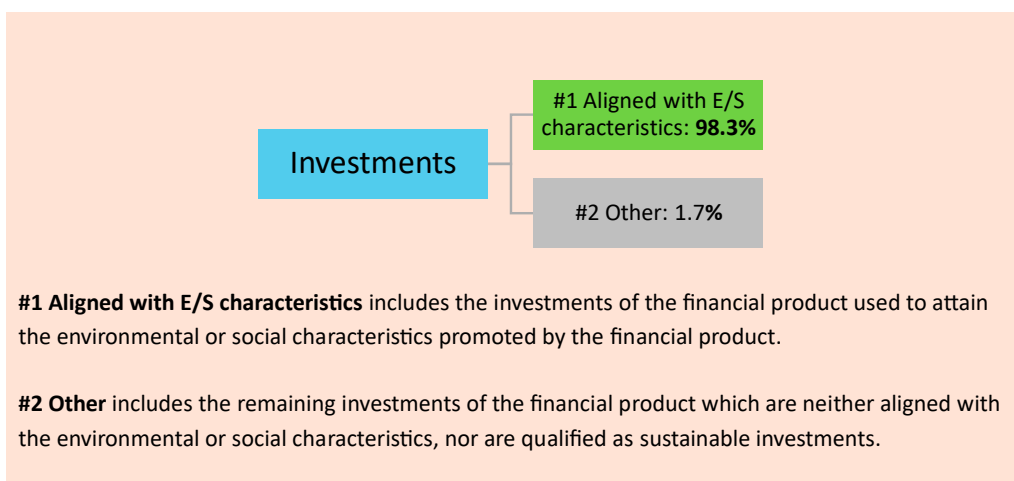 #1 Aligned with E/S
characteristics: 98.3%
Investments
#2 Other: 1.7%
#1 Aligned with E/S characteristics includes the investments of the financial product used to attain
the environmental or social characteristics promoted by the financial product.
#2 Other includes the remaining investments of the financial product which are neither aligned with
the environmental or social characteristics, nor are qualified as sustainable investments.